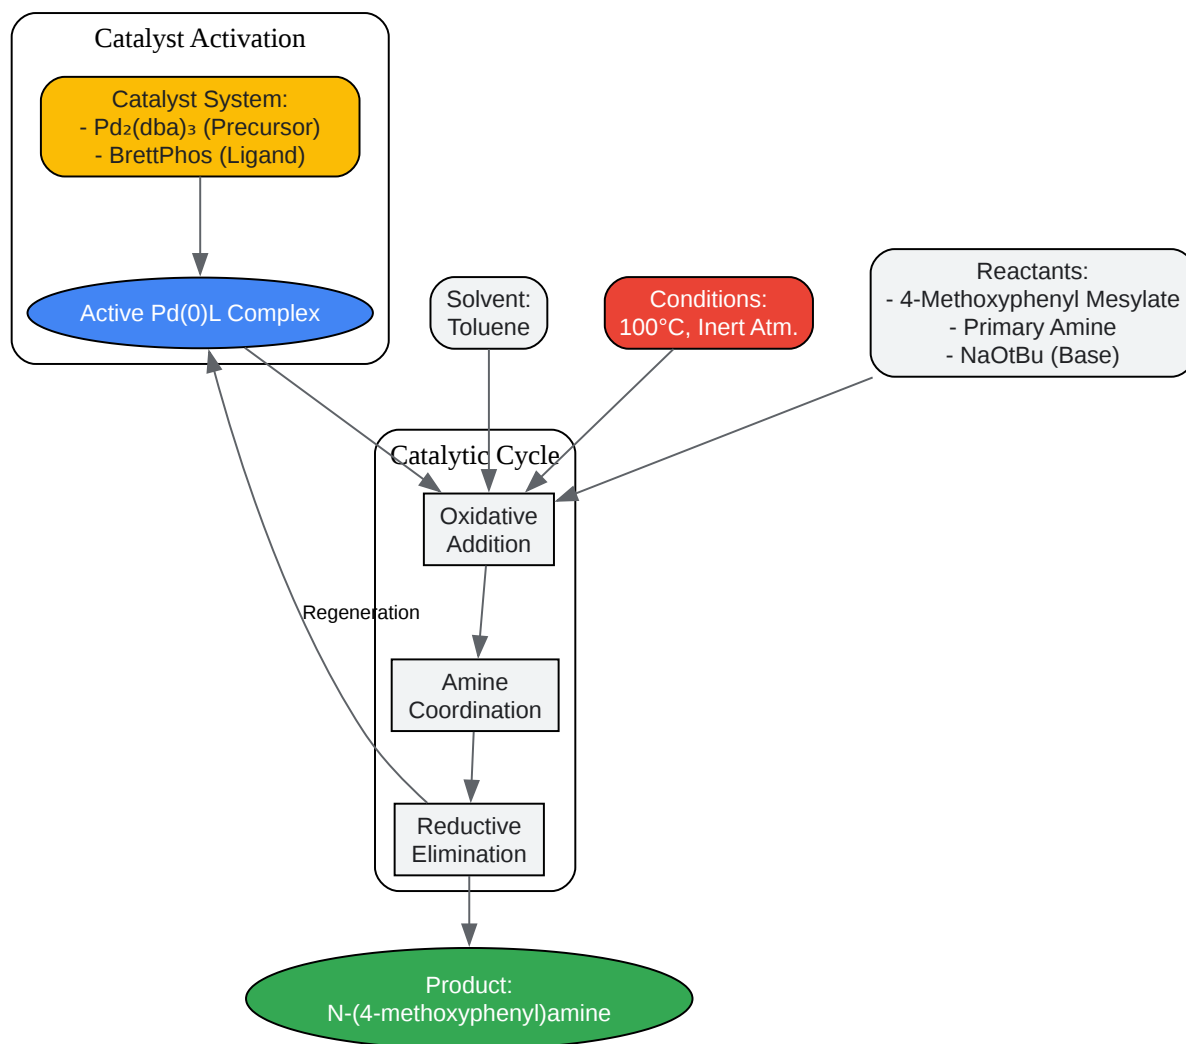 Catalyst Activation
Catalyst System:
- Pd₂(dba)₃ (Precursor)
- BrettPhos (Ligand)
Active Pd(0)L Complex
Solvent:
Toluene
Conditions:
100°C, Inert Atm.
Reactants:
- 4-Methoxyphenyl Mesylate
- Primary Amine
- NaOtBu (Base)
Catalytic Cycle
Oxidative
Addition
Regeneration
Amine
Coordination
Reductive
Elimination
Product:
N-(4-methoxyphenyl)amine